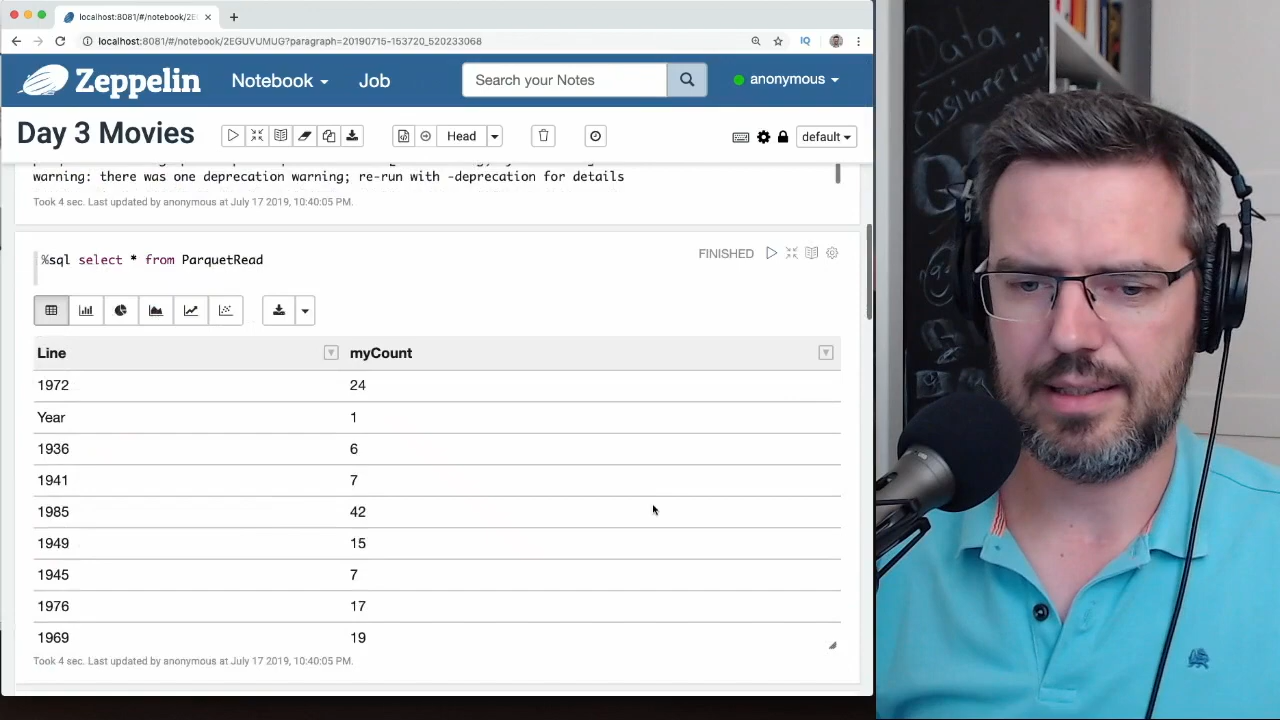 localhost:8081/#/notebook/2E
localhost:8081/#/notebook/2EGUVUMUG?paragraph=20190715-153720_520233068
IQ
Zeppelin
Notebook
Job
Search your Notes
anonymous
Day 3 Movies
Head
default
warning: there was one deprecation warning; re-run with -deprecation for details
Took 4 sec. Last updated by anonymous at July 17 2019, 10:40:05 PM.
%sql select * from ParquetRead
FINISHED
Line myCount
1972 24
Year 1
1936 6
1941 7
1985 42
1949 15
1945 7
1976 17
1969 19
Took 4 sec. Last updated by anonymous at July 17 2019, 10:40:05 PM.
Data
Engineering